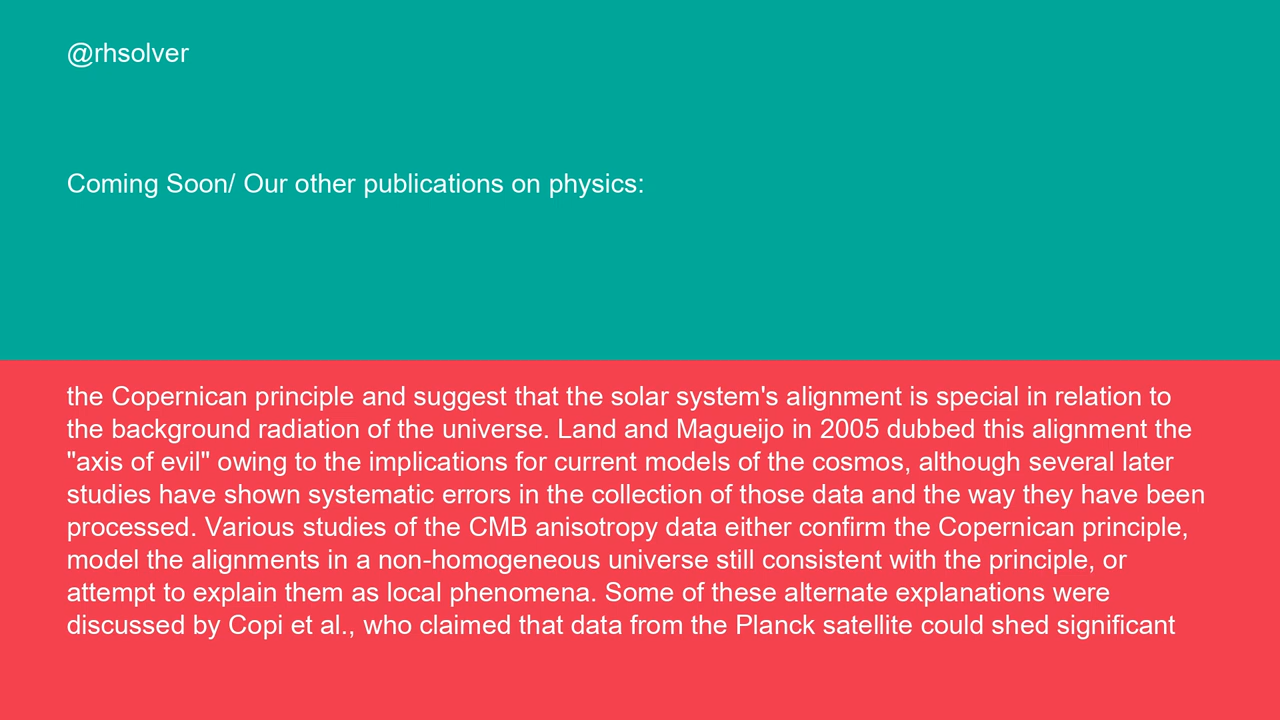 @rhsolver
Coming Soon/ Our other publications on physics:
the Copernican principle and suggest that the solar system's alignment is special in relation to
the background radiation of the universe. Land and Magueijo in 2005 dubbed this alignment the
"axis of evil" owing to the implications for current models of the cosmos, although several later
studies have shown systematic errors in the collection of those data and the way they have been
processed. Various studies of the CMB anisotropy data either confirm the Copernican principle,
model the alignments in a non-homogeneous universe still consistent with the principle, or
attempt to explain them as local phenomena. Some of these alternate explanations were
discussed by Copi et al., who claimed that data from the Planck satellite could shed significant